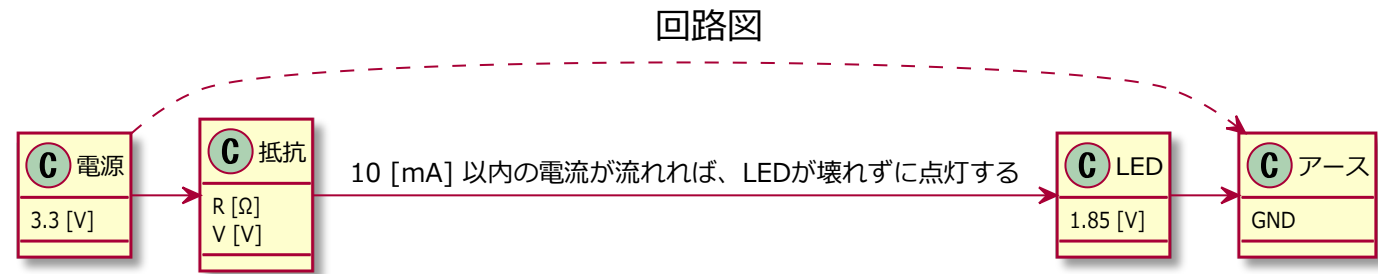 回路図
C 電源
3.3 [V]
C 抵抗
R [Ω]
V [V]
10 [mA] 以内の電流が流れれば、LEDが壊れずに点灯する
C LED
1.85 [V]
C アース
GND